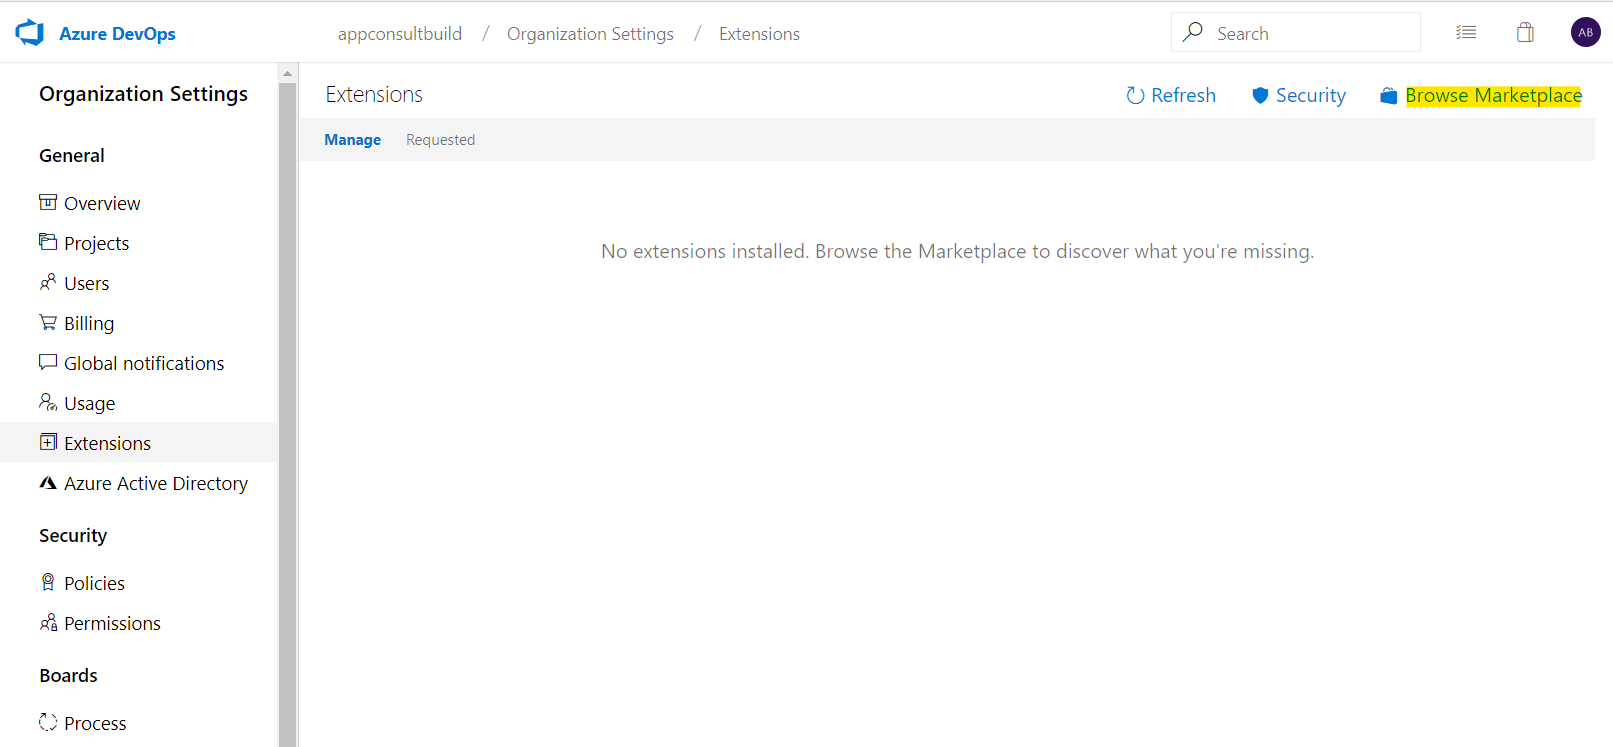 Azure DevOps
appconsultbuild / Organization Settings / Extensions
Search
AB
Organization Settings
General
Overview
Projects
Users
Billing
Global notifications
Usage
Extensions
Azure Active Directory
Security
Policies
Permissions
Boards
Process
Extensions
Refresh
Security
Browse Marketplace
Manage
Requested
No extensions installed. Browse the Marketplace to discover what you're missing.